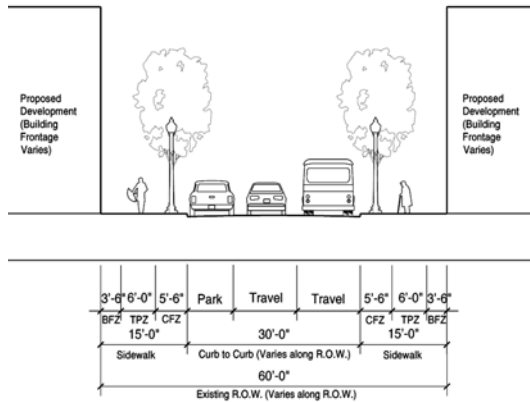 Proposed
Development
(Building
Frontage
Varies)
Proposed
Development
(Building
Frontage
Varies)
3'-6" 6'-0" 5'-6" Park Travel Travel 5'-6" 6'-0" 3'-6"
BFZ TPZ CFZ CFZ TPZ BFZ
15'-0" 30'-0" 15'-0"
Sidewalk Curb to Curb (Varies along R.O.W.) Sidewalk
60'-0"
Existing R.O.W. (Varies along R.O.W.)